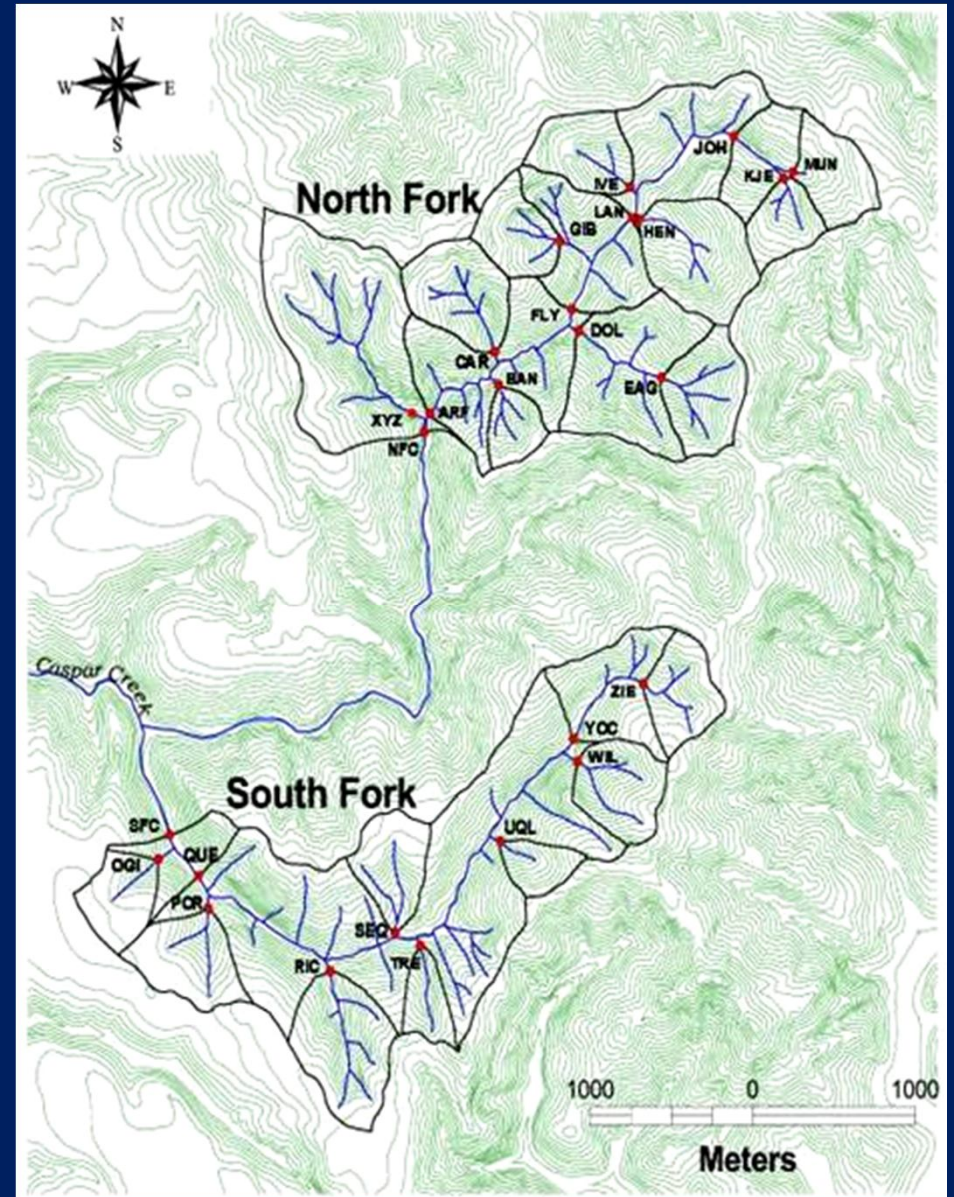 N
W E
S
North Fork
JOH
MUN
KJE
IVE
LAN
GIB
HEN
FLY
DOL
CAR
BAN
EAG
XYZ
ARF
NFC
Caspar Creek
ZIE
YOC
WIL
South Fork
UQL
SFC
OGI
QUE
POR
SEQ
TRE
RIC
1000 0 1000
Meters